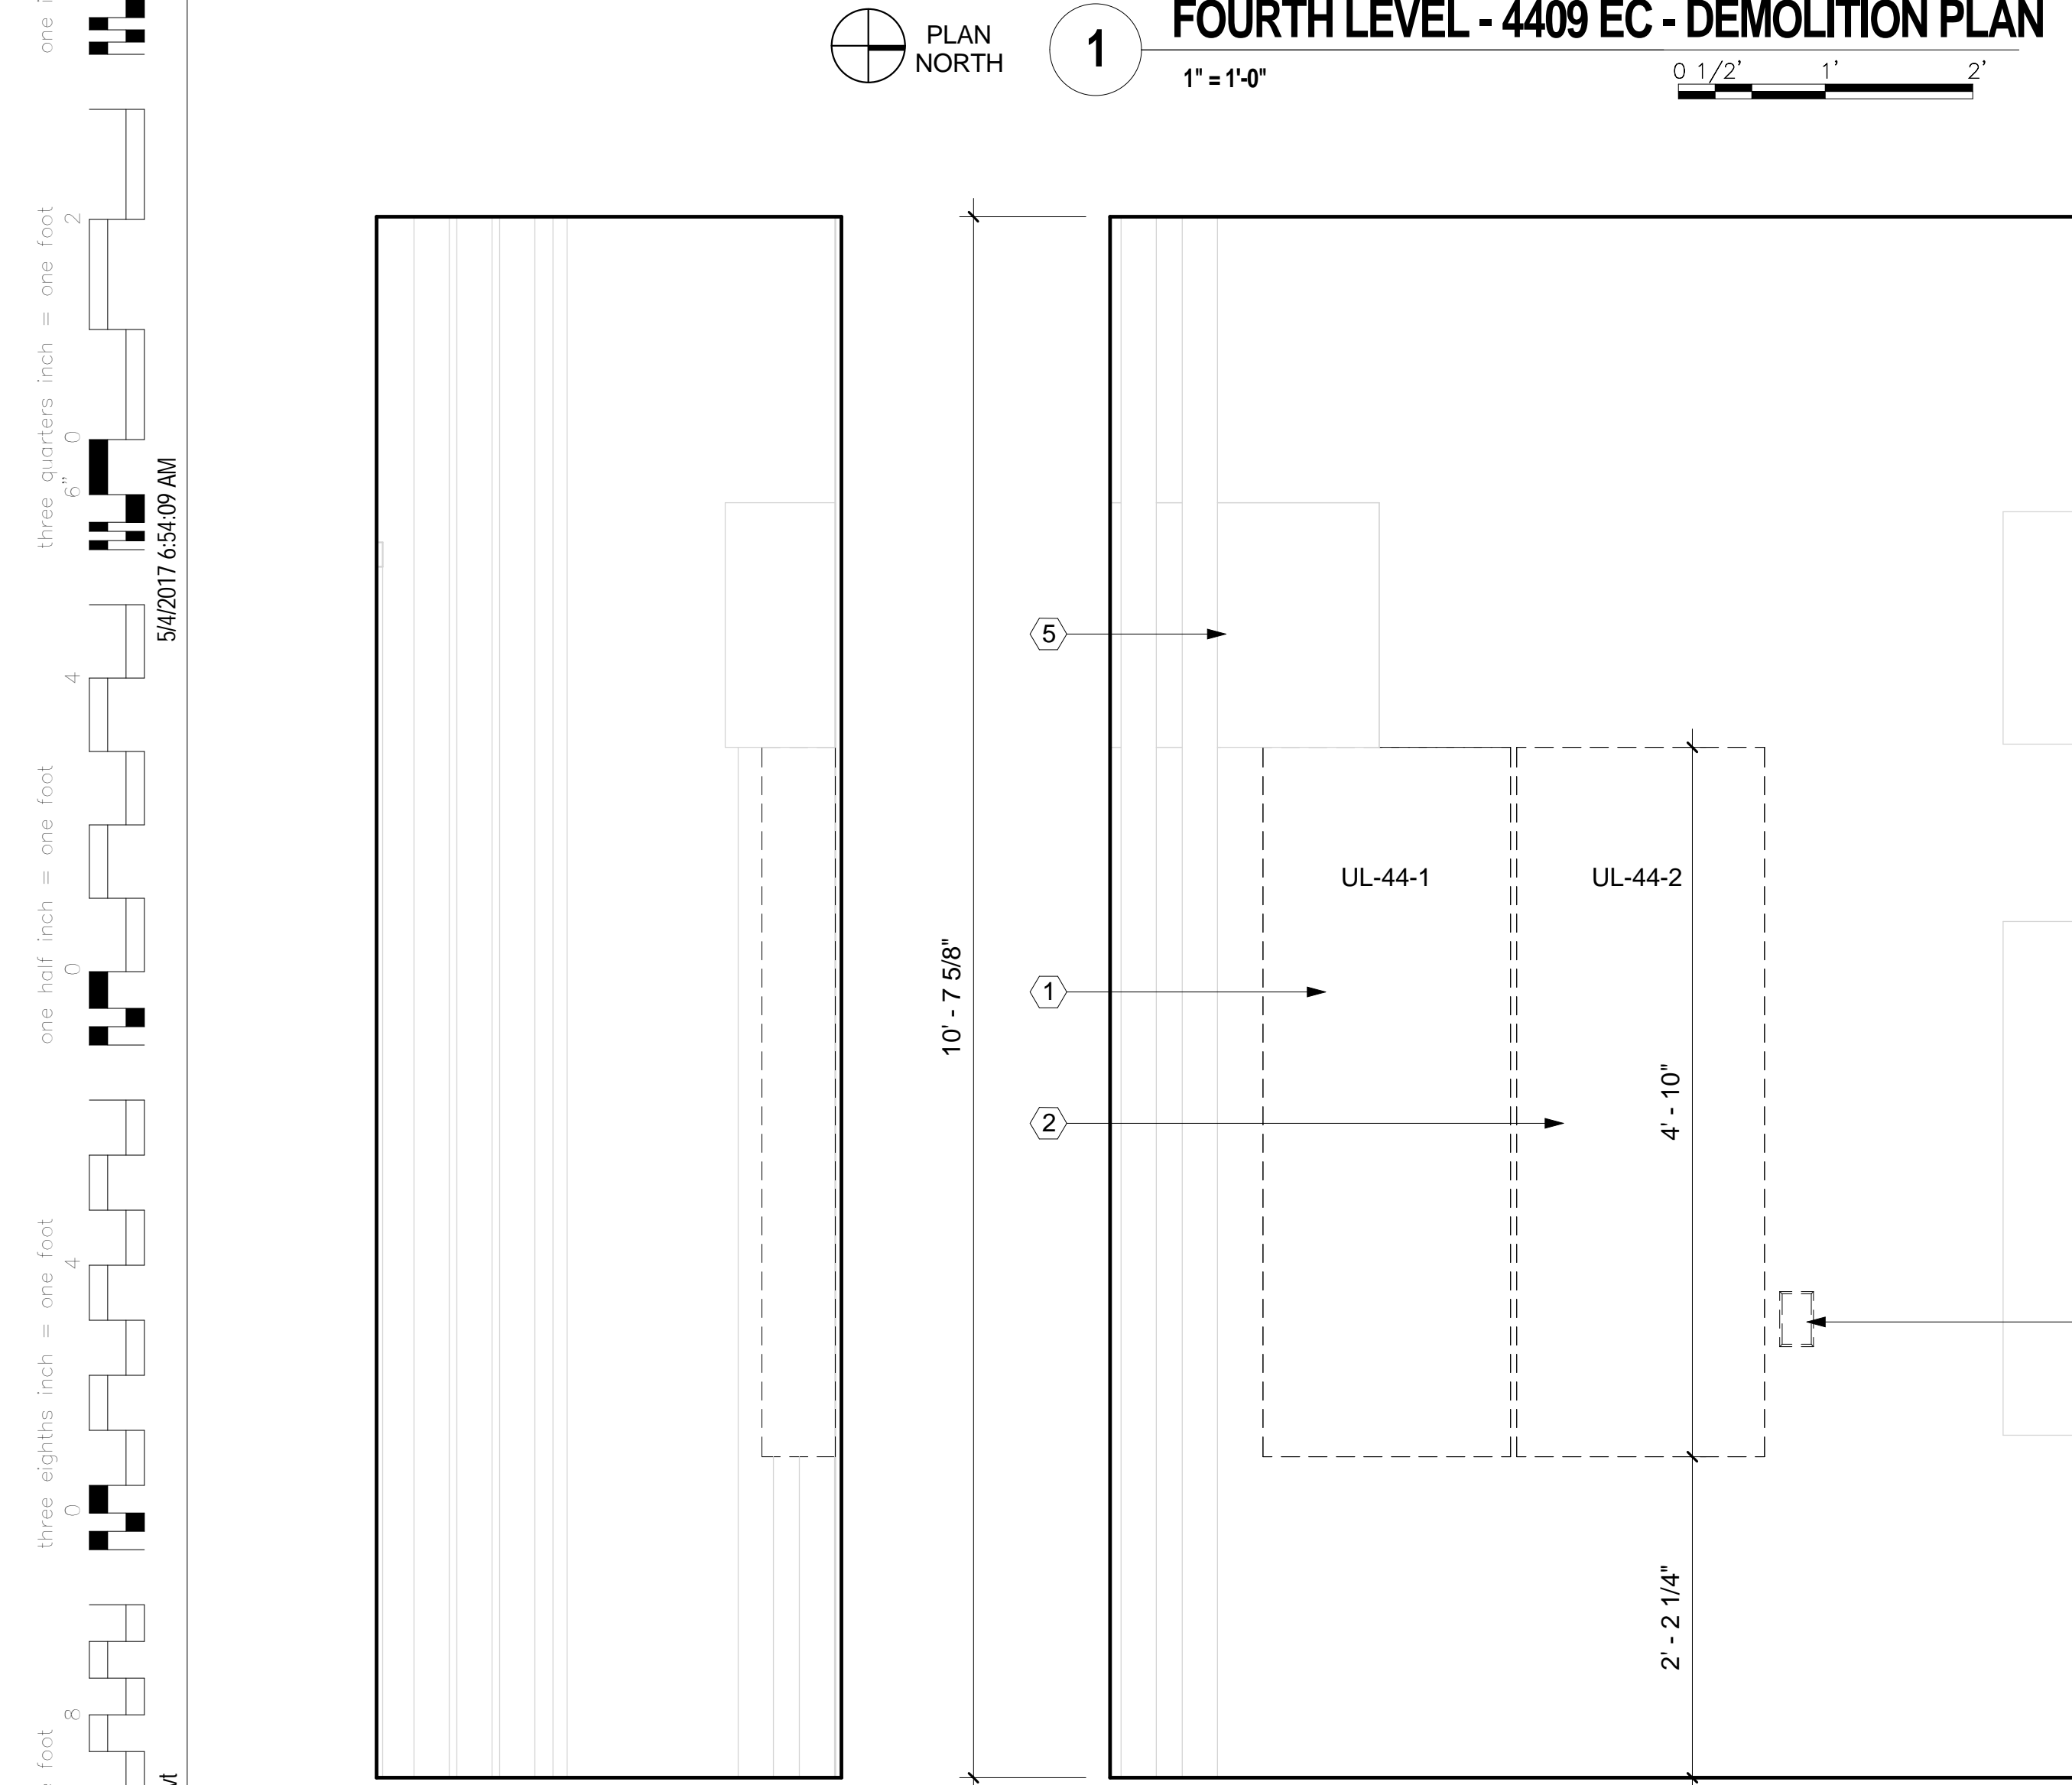 FOURTH LEVEL - 4409 EC - DEMOLITION PLAN
PLAN
NORTH
1
1" = 1'-0"
0 1/2' 1' 2'
three quarters inch = one foot
2
0
6"
5/4/2017 6:54:09 AM
one half inch = one foot
4
0
three eighths inch = one foot
4
0
8
foot
5
UL-44-1
UL-44-2
10' - 7 5/8"
1
4' - 10"
2
2' - 2 1/4"